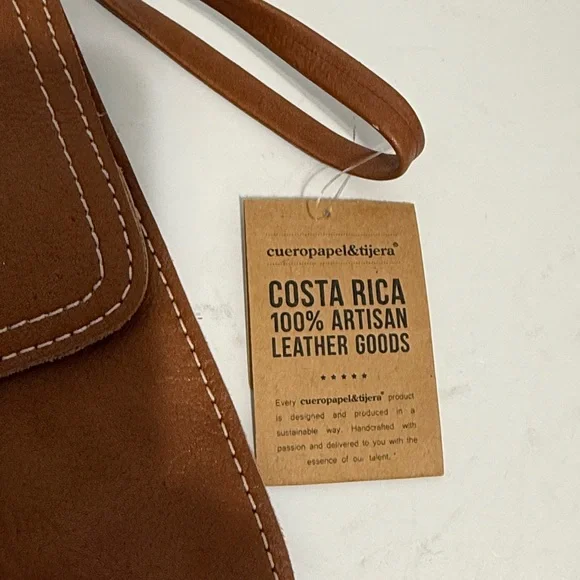 cueropapel&tijera®
COSTA RICA
100% ARTISAN
LEATHER GOODS
★★★★★
Every cueropapel&tijera® product
is designed and produced in a
sustainable way. Handcrafted with
passion and delivered to you with the
essence of our talent.